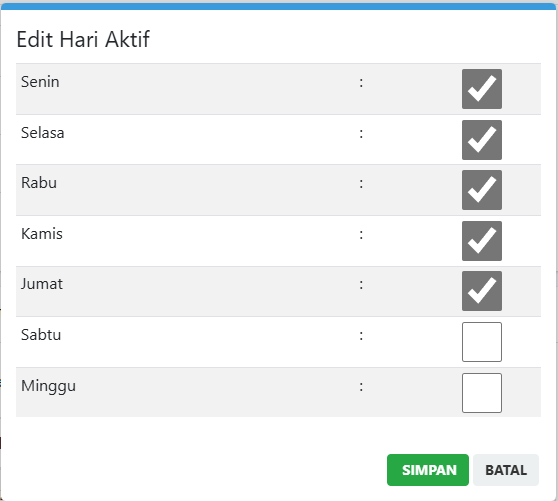 Edit Hari Aktif
Senin :
Selasa :
Rabu :
Kamis :
Jumat :
Sabtu :
Minggu :
SIMPAN BATAL